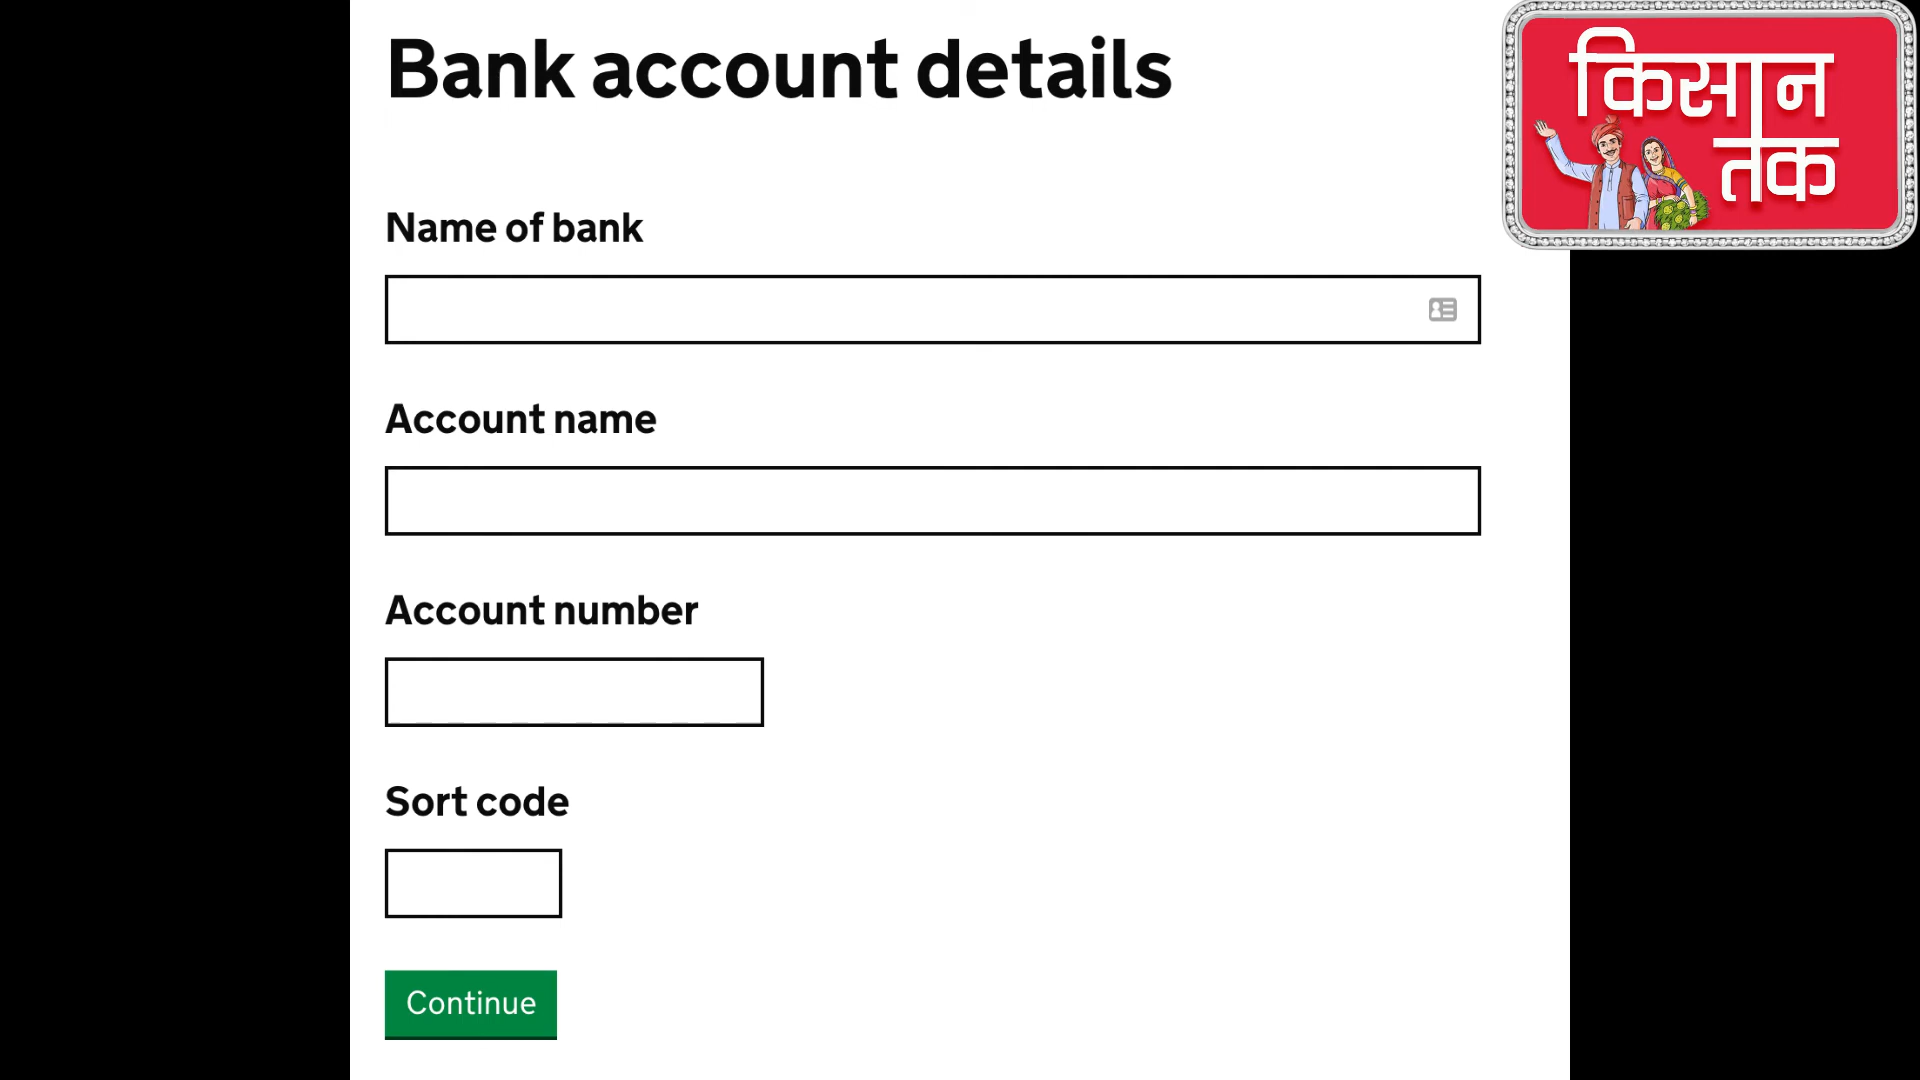 Bank account details
किसान
तक
Name of bank
Account name
Account number
Sort code
Continue